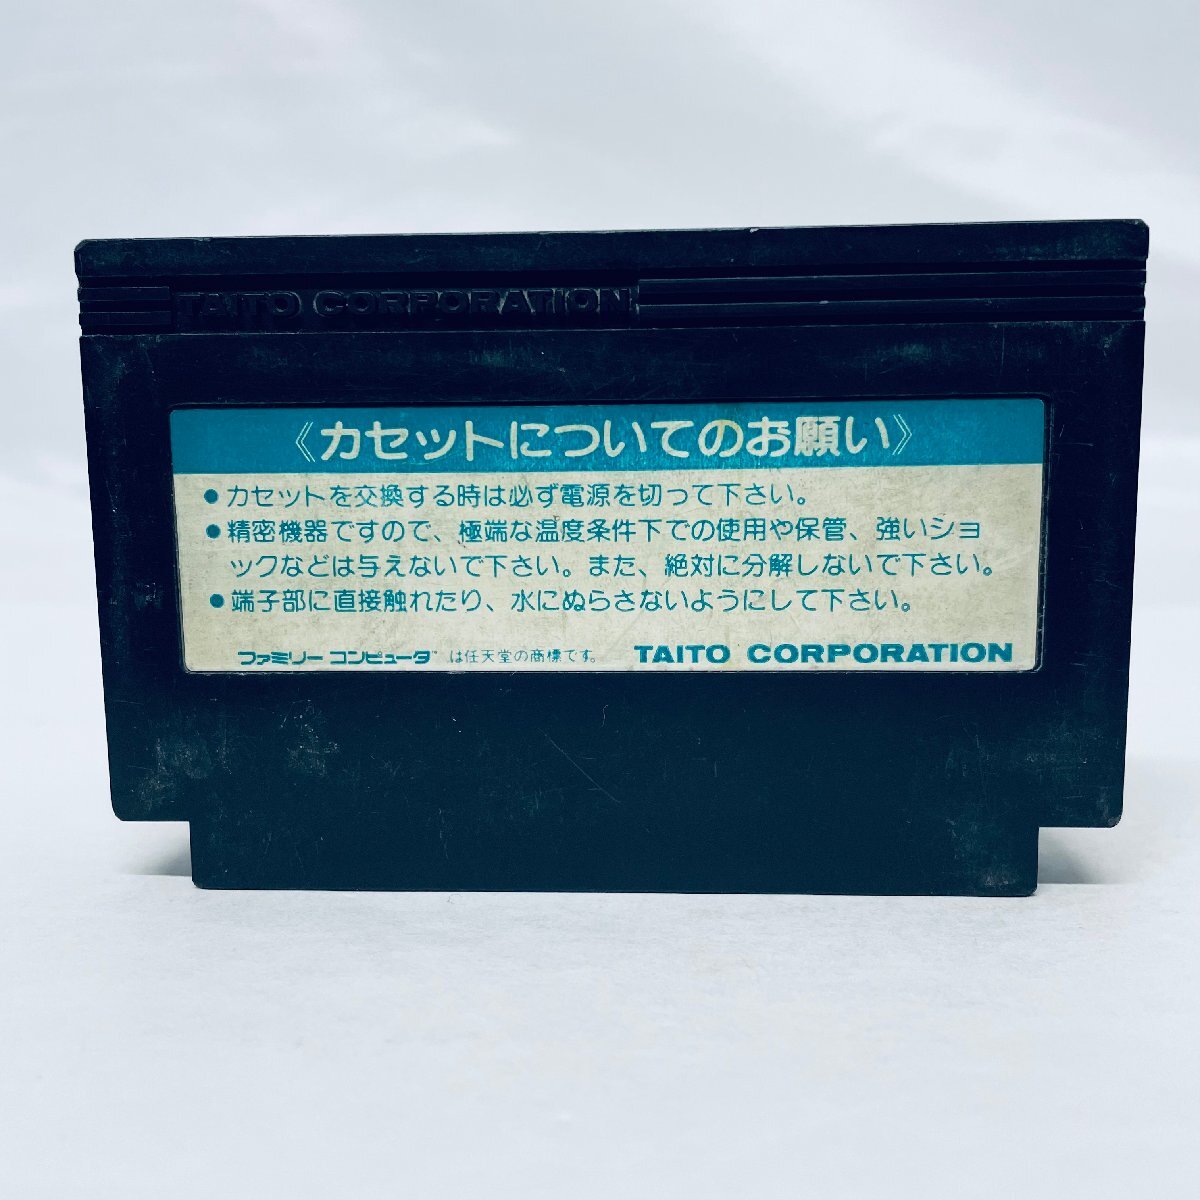 TAITO CORPORATION
《カセットについてのお願い》
●カセットを交換する時は必ず電源を切って下さい。
●精密機器ですので、極端な温度条件下での使用や保管、強いショ
ックなどは与えないで下さい。また、絶対に分解しないで下さい。
●端子部に直接触れたり、水にぬらさないようにして下さい。
ファミリーコンピュータ™は任天堂の商標です。 TAITO CORPORATION